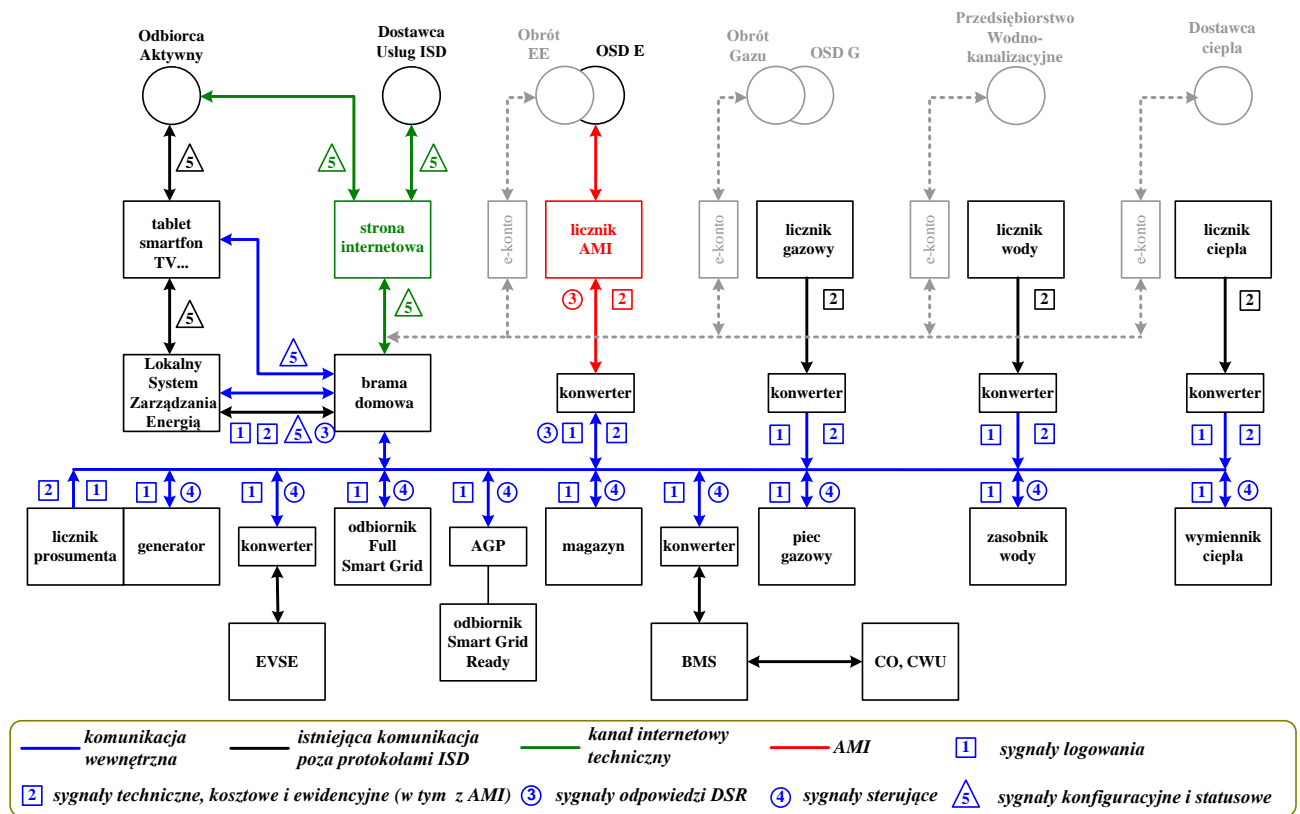 Odbiorca
Aktywny
Dostawca
Usług ISD
Obrót
EE
OSD E
Obrót
Gazu
OSD G
Przedsiębiorstwo
Wodno-
kanalizacyjne
Dostawca
ciepła
5
5
5
tablet
smartfon
TV...
strona
internetowa
e-konto
licznik
AMI
e-konto
licznik
gazowy
e-konto
licznik
wody
e-konto
licznik
ciepła
5
5
3
2
2
2
2
5
Lokalny
System
Zarządzania
Energią
brama
domowa
konwerter
konwerter
konwerter
konwerter
1
2
5
3
3
1
2
1
2
1
2
1
2
2
1
1
4
1
4
1
4
1
4
1
4
1
4
1
4
1
4
1
4
licznik
prosumenta
generator
konwerter
odbiornik
Full
Smart Grid
AGP
magazyn
konwerter
piec
gazowy
zasobnik
wody
wymiennik
ciepła
EVSE
odbiornik
Smart Grid
Ready
BMS
CO, CWU
komunikacja
wewnętrzna
istniejąca komunikacja
poza protokołami ISD
kanał internetowy
techniczny
AMI
1 sygnały logowania
2 sygnały techniczne, kosztowe i ewidencyjne (w tym z AMI)
3 sygnały odpowiedzi DSR
4 sygnały sterujące
5 sygnały konfiguracyjne i statusowe